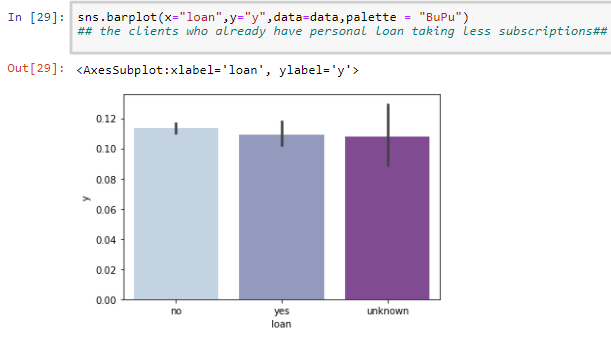 In [29]: sns.barplot(x="loan",y="y",data=data,palette = "BuPu")
## the clients who already have personal loan taking less subscriptions##
Out[29]: <AxesSubplot:xlabel='loan', ylabel='y'>
0.12
0.10
0.08
0.06
0.04
0.02
0.00
y
no yes unknown
loan